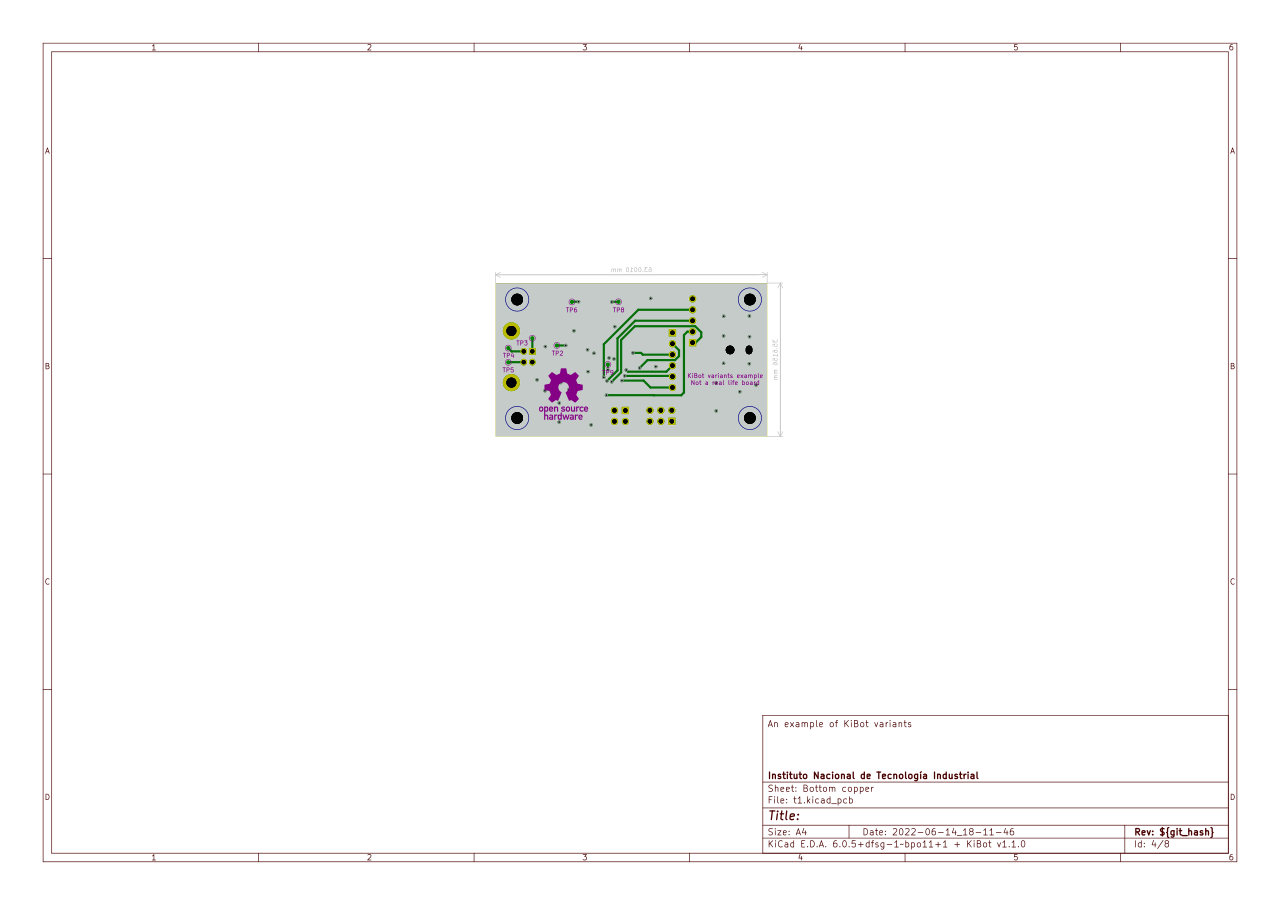 1 2 3 4 5 6
A A
63.0010 mm
TP6 TP8
TP3
TP4 TP2
B B
TP5
KiBot variants example
Not a real life board
open source
hardware
C C
An example of KiBot variants
Instituto Nacional de Tecnología Industrial
Sheet: Bottom copper
D D
File: t1.kicad_pcb
Title:
Size: A4 Date: 2022-06-14_18-11-46 Rev: ${git_hash}
KiCad E.D.A. 6.0.5+dfsg-1~bpo11+1 + KiBot v1.1.0 Id: 4/8
1 2 3 4 5 6